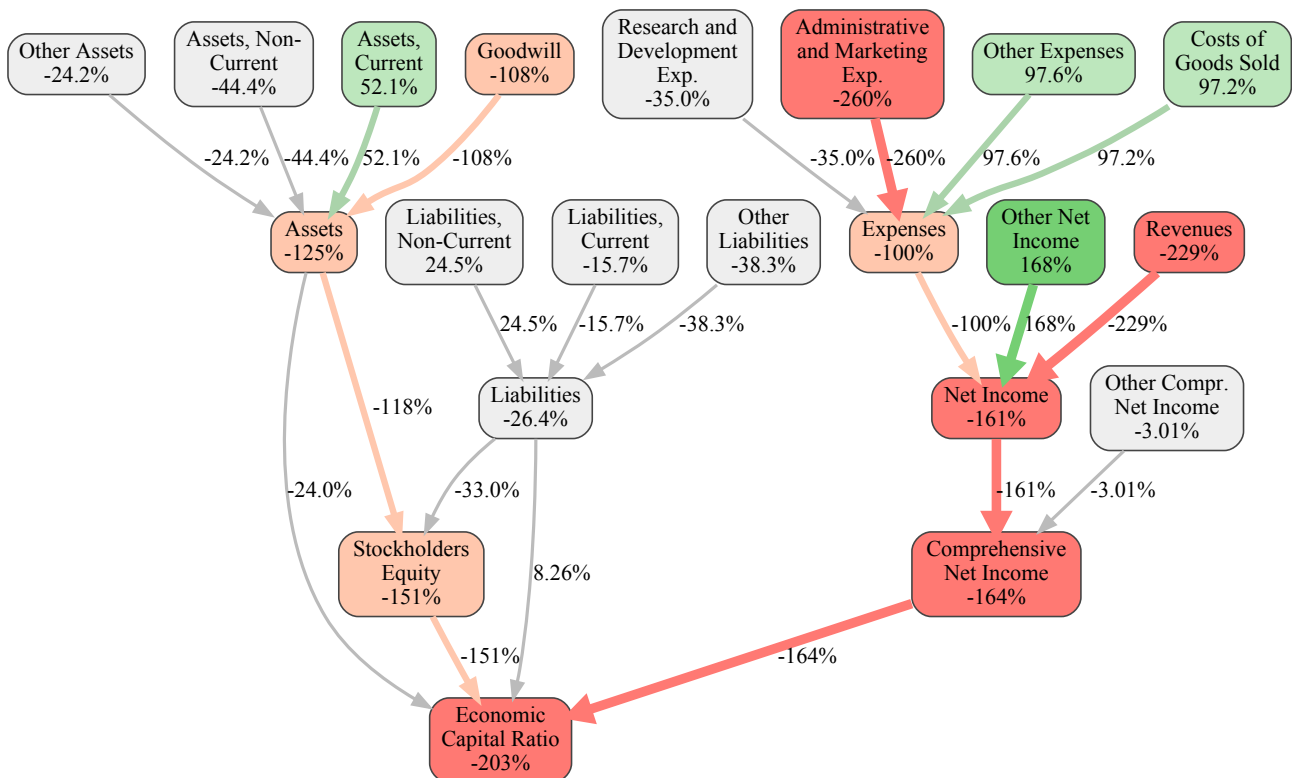 Other Assets
-24.2%
Assets, Non-
Current
-44.4%
Assets,
Current
52.1%
Goodwill
-108%
Research and
Development
Exp.
-35.0%
Administrative
and Marketing
Exp.
-260%
Other Expenses
97.6%
Costs of
Goods Sold
97.2%
-24.2%
-44.4%
52.1%
-108%
-35.0%
-260%
97.6%
97.2%
Assets
-125%
Liabilities,
Non-Current
24.5%
Liabilities,
Current
-15.7%
Other
Liabilities
-38.3%
Expenses
-100%
Other Net
Income
168%
Revenues
-229%
24.5%
-15.7%
-38.3%
-100%
168%
-229%
-118%
Liabilities
-26.4%
Net Income
-161%
Other Compr.
Net Income
-3.01%
-24.0%
-33.0%
-161%
-3.01%
Stockholders
Equity
-151%
8.26%
Comprehensive
Net Income
-164%
-151%
-164%
Economic
Capital Ratio
-203%